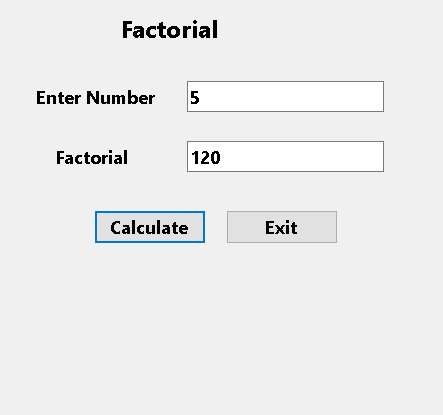 Factorial
Enter Number 5
Factorial 120
Calculate Exit